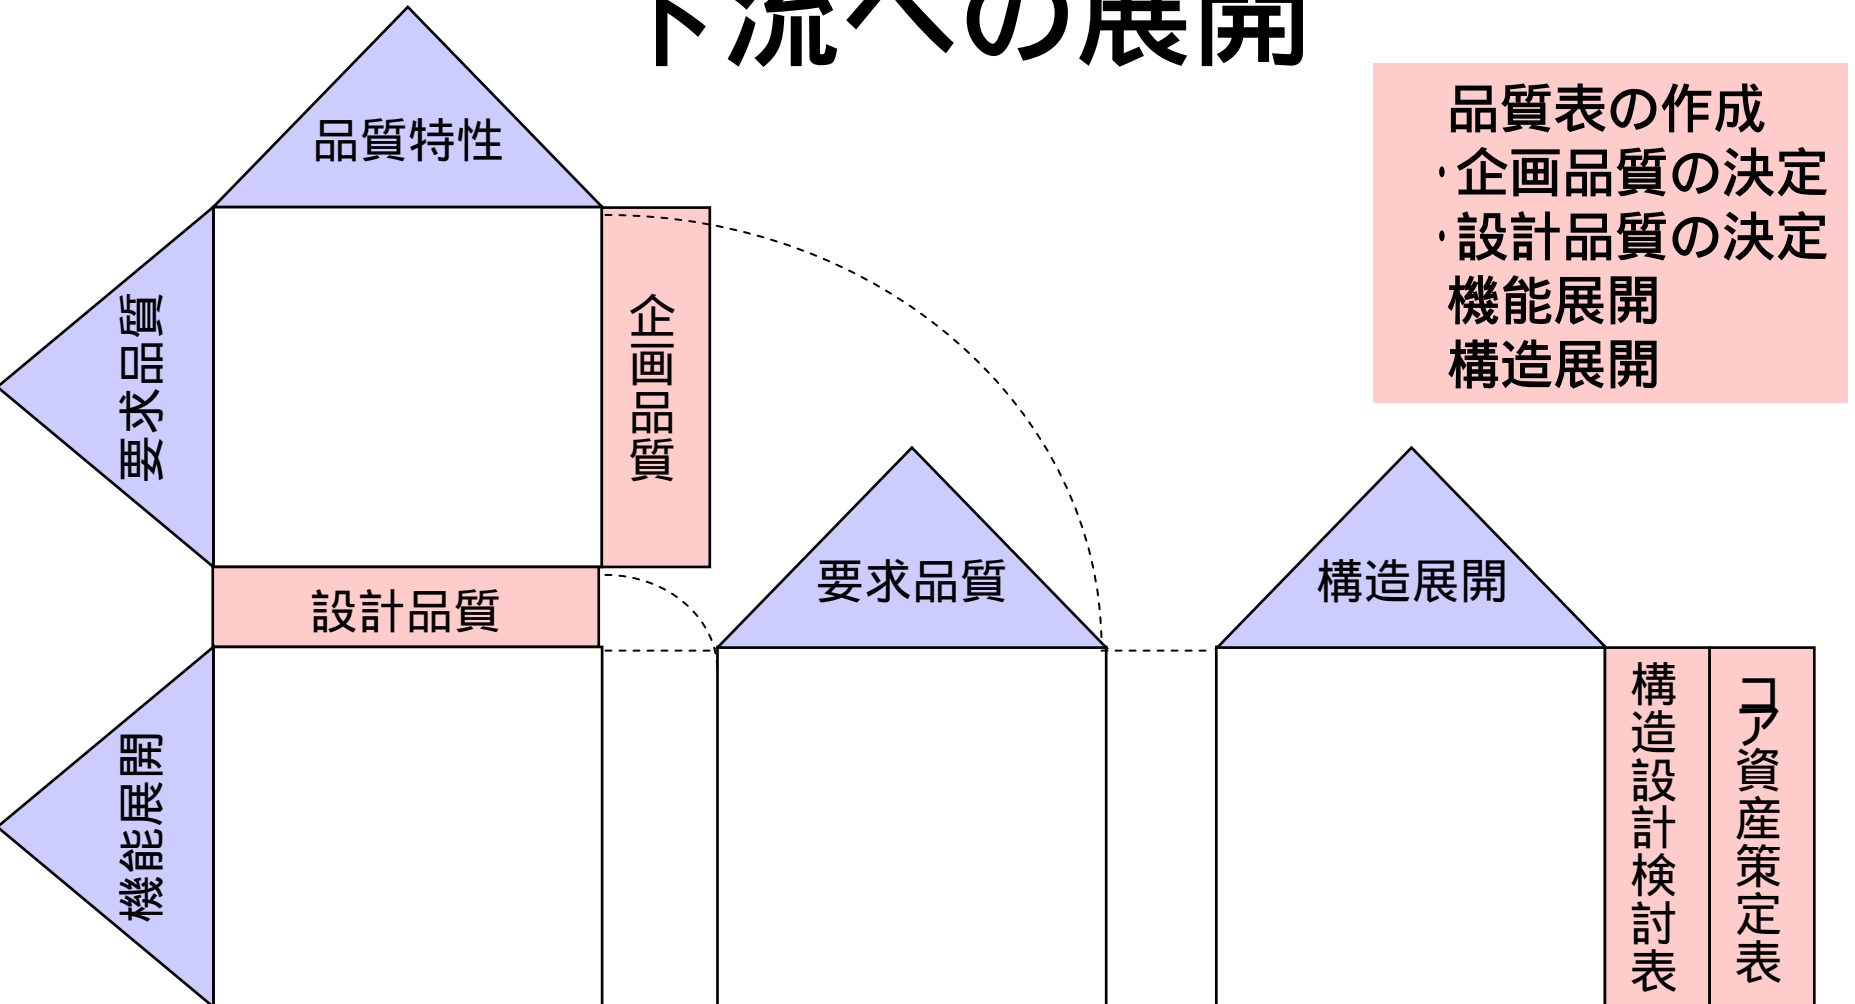 下流への展開
品質特性
品質表の作成
・企画品質の決定
・設計品質の決定
機能展開
構造展開
要求品質
企画品質
設計品質
要求品質
構造展開
機能展開
構造設計検討表
コア資産策定表